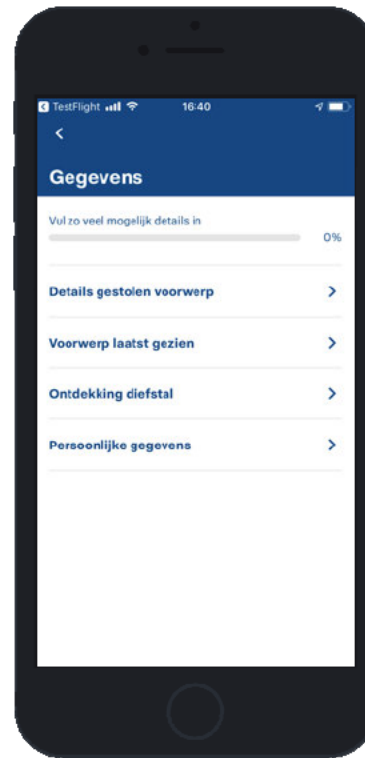 TestFlight 16:40
Gegevens
Vul zo veel mogelijk details in
0%
Details gestolen voorwerp
Voorwerp laatst gezien
Ontdekking diefstal
Persoonlijke gegevens